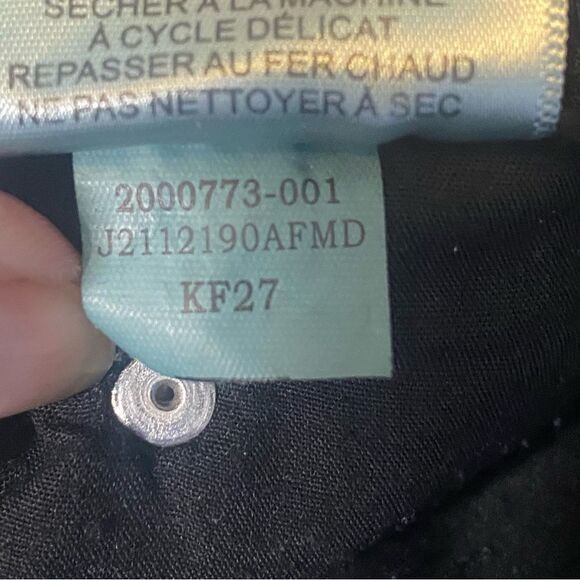 SÉCHER À LA MACHINE
À CYCLE DÉLICAT
REPASSER AU FER CHAUD
NE PAS NETTOYER À SEC
2000773-001
J2112190AFMD
KF27